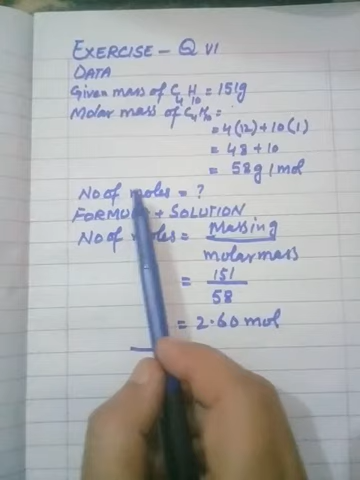 EXERCISE - Q VI
DATA
Given mass of C4H10 = 151g
Molar mass of C4H10 =
= 4(12) + 10(1)
= 48 + 10
= 58g/mol
No of moles = ?
FORMULA + SOLUTION
No of moles = Mass in g
molar mass
= 151
58
= 2.60 mol